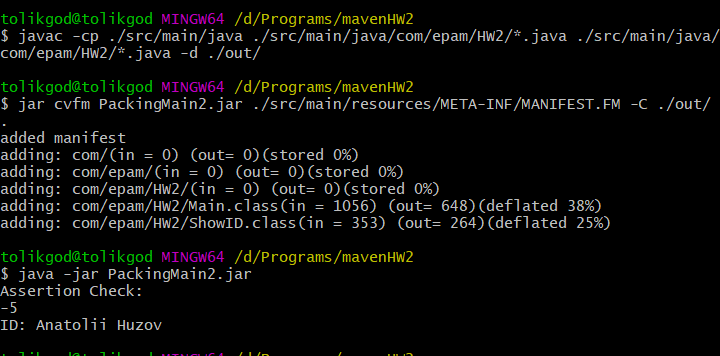 tolikgod@tolikgod MINGW64 /d/Programs/mavenHW2
$ javac -cp ./src/main/java ./src/main/java/com/epam/HW2/*.java ./src/main/java/
com/epam/HW2/*.java -d ./out/
tolikgod@tolikgod MINGW64 /d/Programs/mavenHW2
$ jar cvfm PackingMain2.jar ./src/main/resources/META-INF/MANIFEST.FM -C ./out/
.
added manifest
adding: com/(in = 0) (out= 0)(stored 0%)
adding: com/epam/(in = 0) (out= 0)(stored 0%)
adding: com/epam/HW2/(in = 0) (out= 0)(stored 0%)
adding: com/epam/HW2/Main.class(in = 1056) (out= 648)(deflated 38%)
adding: com/epam/HW2/ShowID.class(in = 353) (out= 264)(deflated 25%)
tolikgod@tolikgod MINGW64 /d/Programs/mavenHW2
$ java -jar PackingMain2.jar
Assertion Check:
-5
ID: Anatolii Huzov
tolikgod@tolikgod MINGW64 /d/Programs/mavenHW2